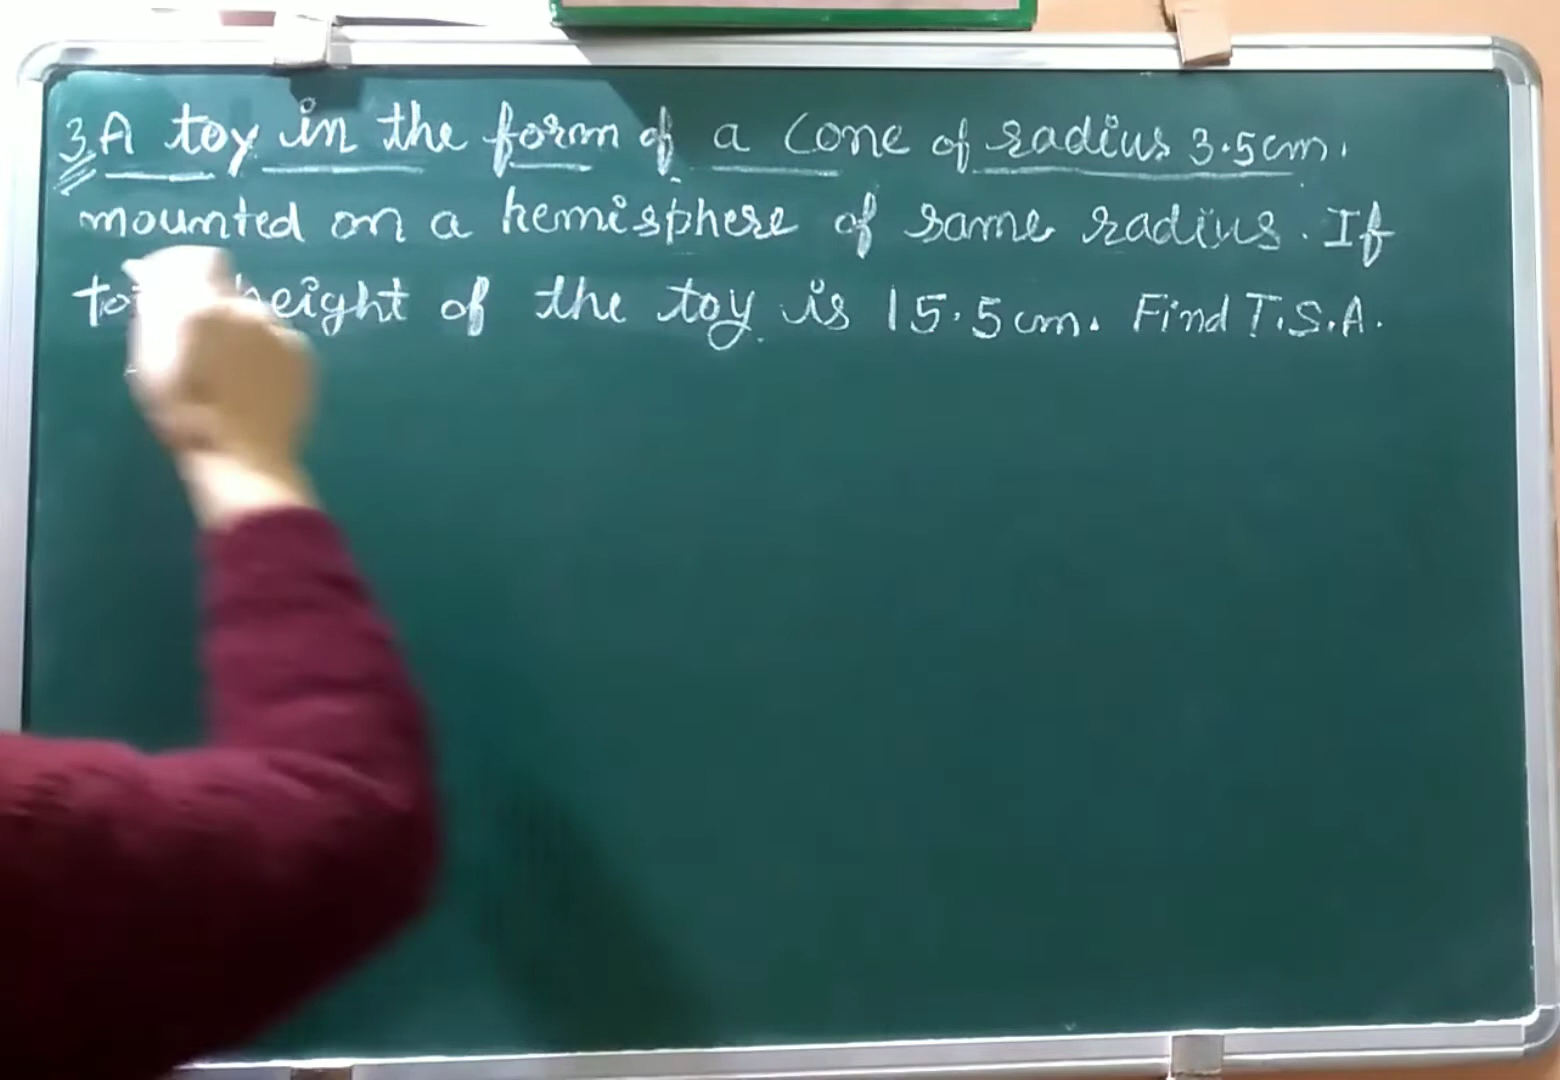 3 A toy in the form of a cone of radius 3.5cm.
mounted on a hemisphere of same radius. If
height of the toy is 15.5cm. Find T.S.A.